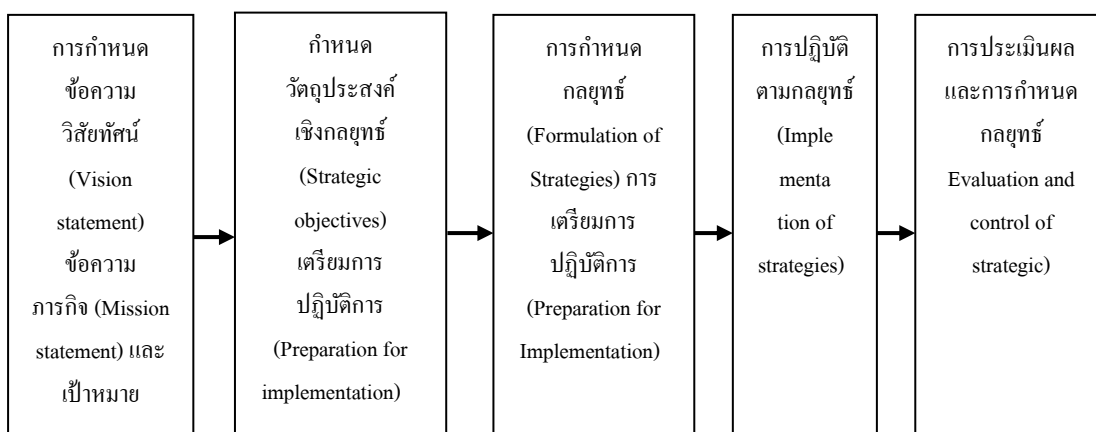 การกำหนด
ข้อความ
วิสัยทัศน์
(Vision
statement)
ข้อความ
ภารกิจ (Mission
statement) และ
เป้าหมาย
กำหนด
วัตถุประสงค์
เชิงกลยุทธ์
(Strategic
objectives)
เตรียมการ
ปฏิบัติการ
(Preparation for
implementation)
การกำหนด
กลยุทธ์
(Formulation of
Strategies) การ
เตรียมการ
ปฏิบัติการ
(Preparation for
Implementation)
การปฏิบัติ
ตามกลยุทธ์
(Imple
menta
tion of
strategies)
การประเมินผล
และการกำหนด
กลยุทธ์
Evaluation and
control of
strategic)